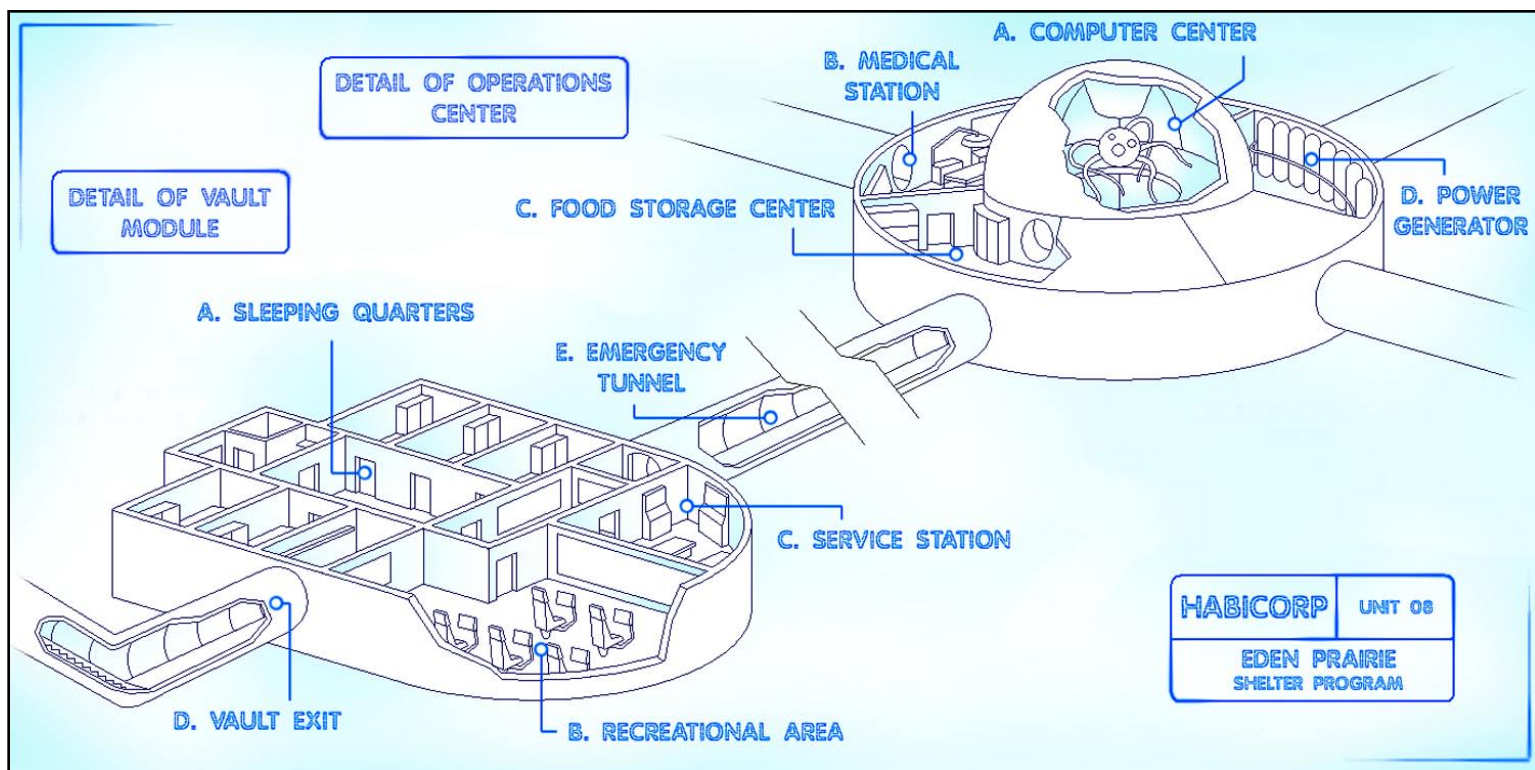 A. COMPUTER CENTER
B. MEDICAL
STATION
DETAIL OF OPERATIONS
CENTER
DETAIL OF VAULT
MODULE
C. FOOD STORAGE CENTER
D. POWER
GENERATOR
A. SLEEPING QUARTERS
E. EMERGENCY
TUNNEL
C. SERVICE STATION
D. VAULT EXIT
B. RECREATIONAL AREA
HABICORP
UNIT 06
EDEN PRAIRIE
SHELTER PROGRAM